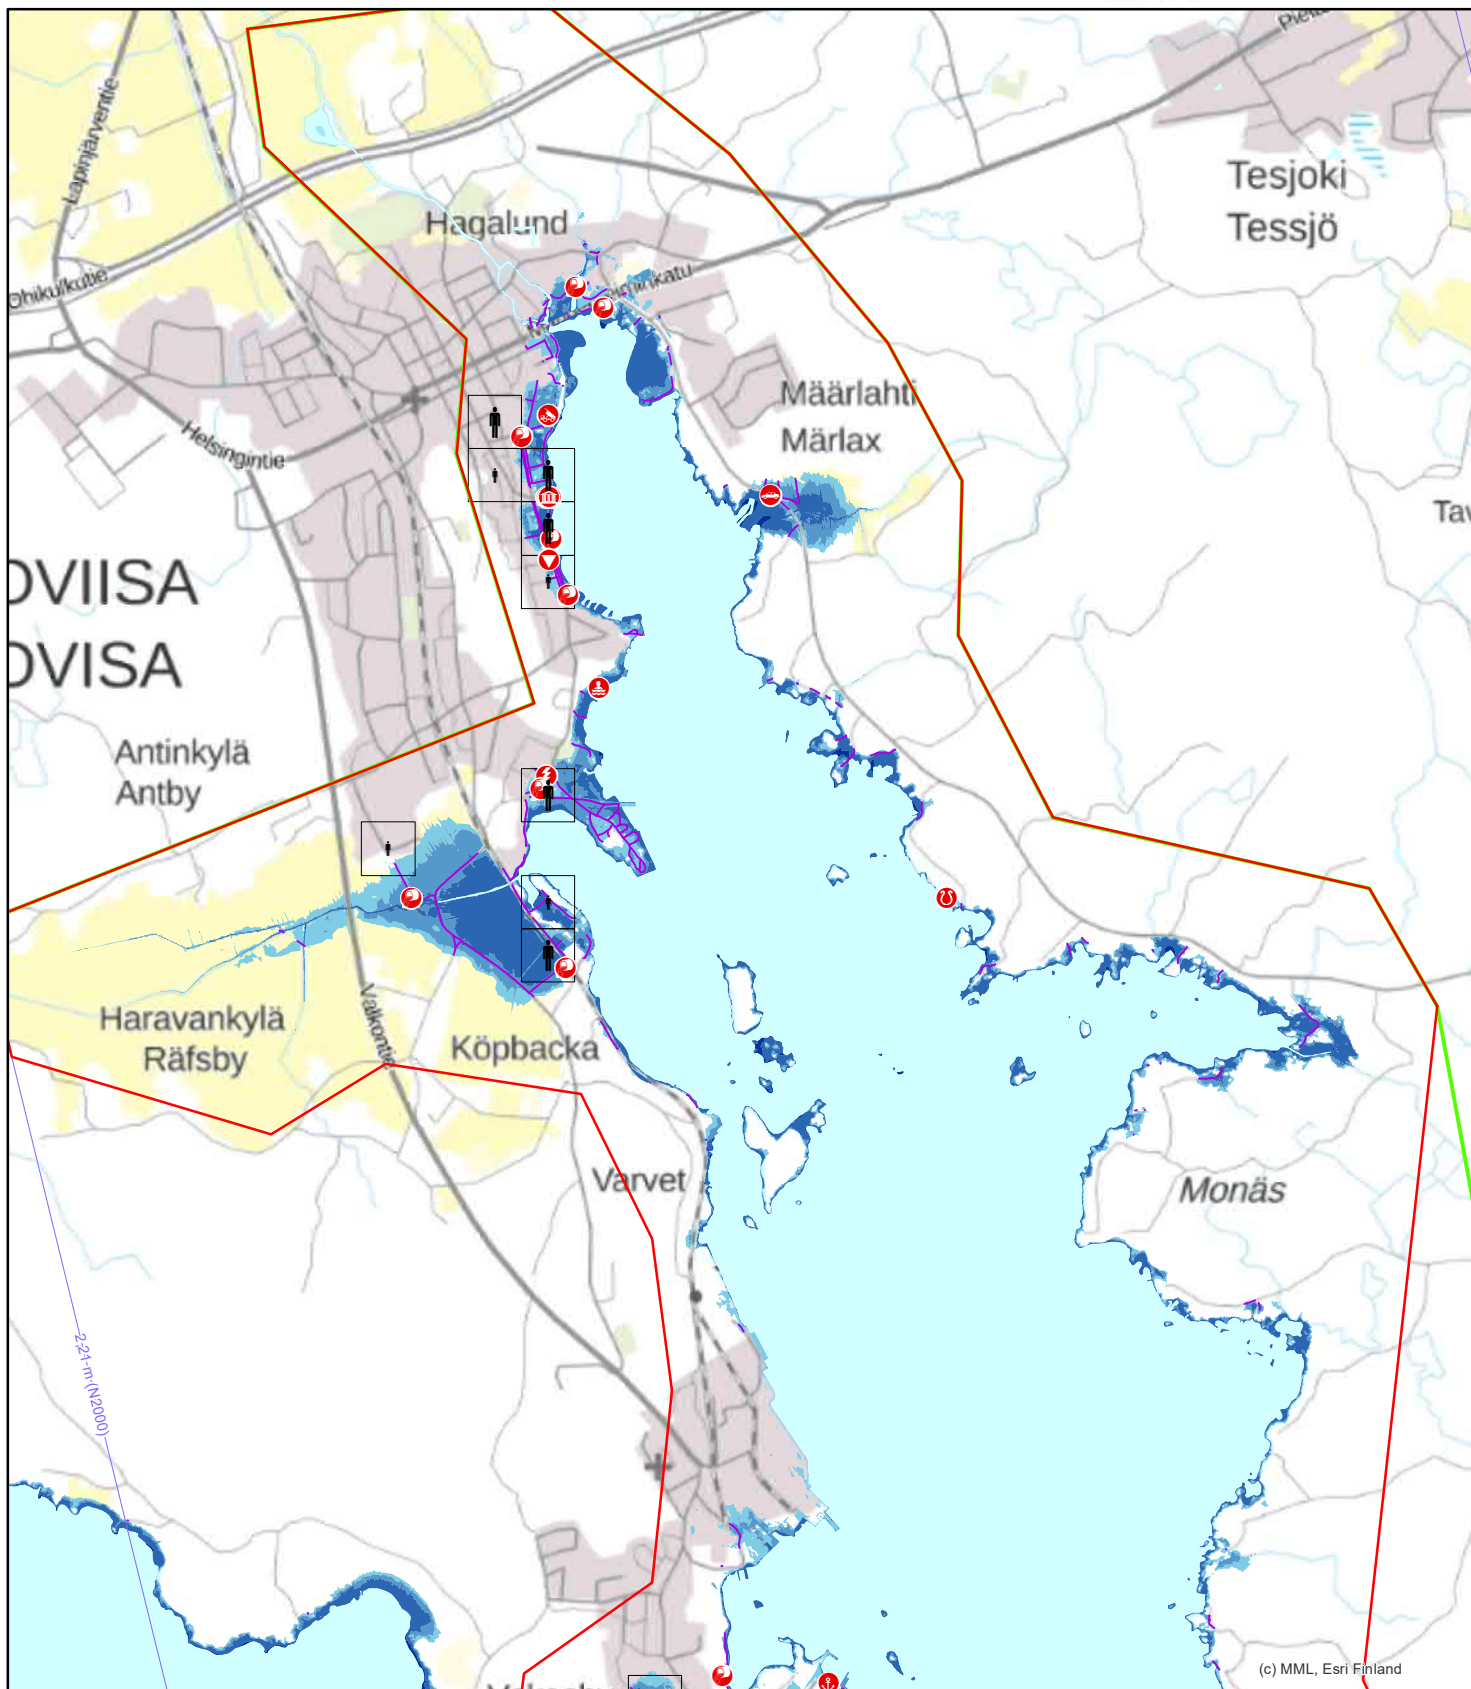 Lapinjärventie
Hagalund
Tesjoki
Tessjö
Ohikulkutie
Määrlahti
Märlax
Helsingintie
OVIISA
OVISA
Antinkylä
Antby
Haravankylä
Räfsby
Valkontie
Köpbacka
Varvet
Monäs
2,21 m (N2000)
(c) MML, Esri Finland